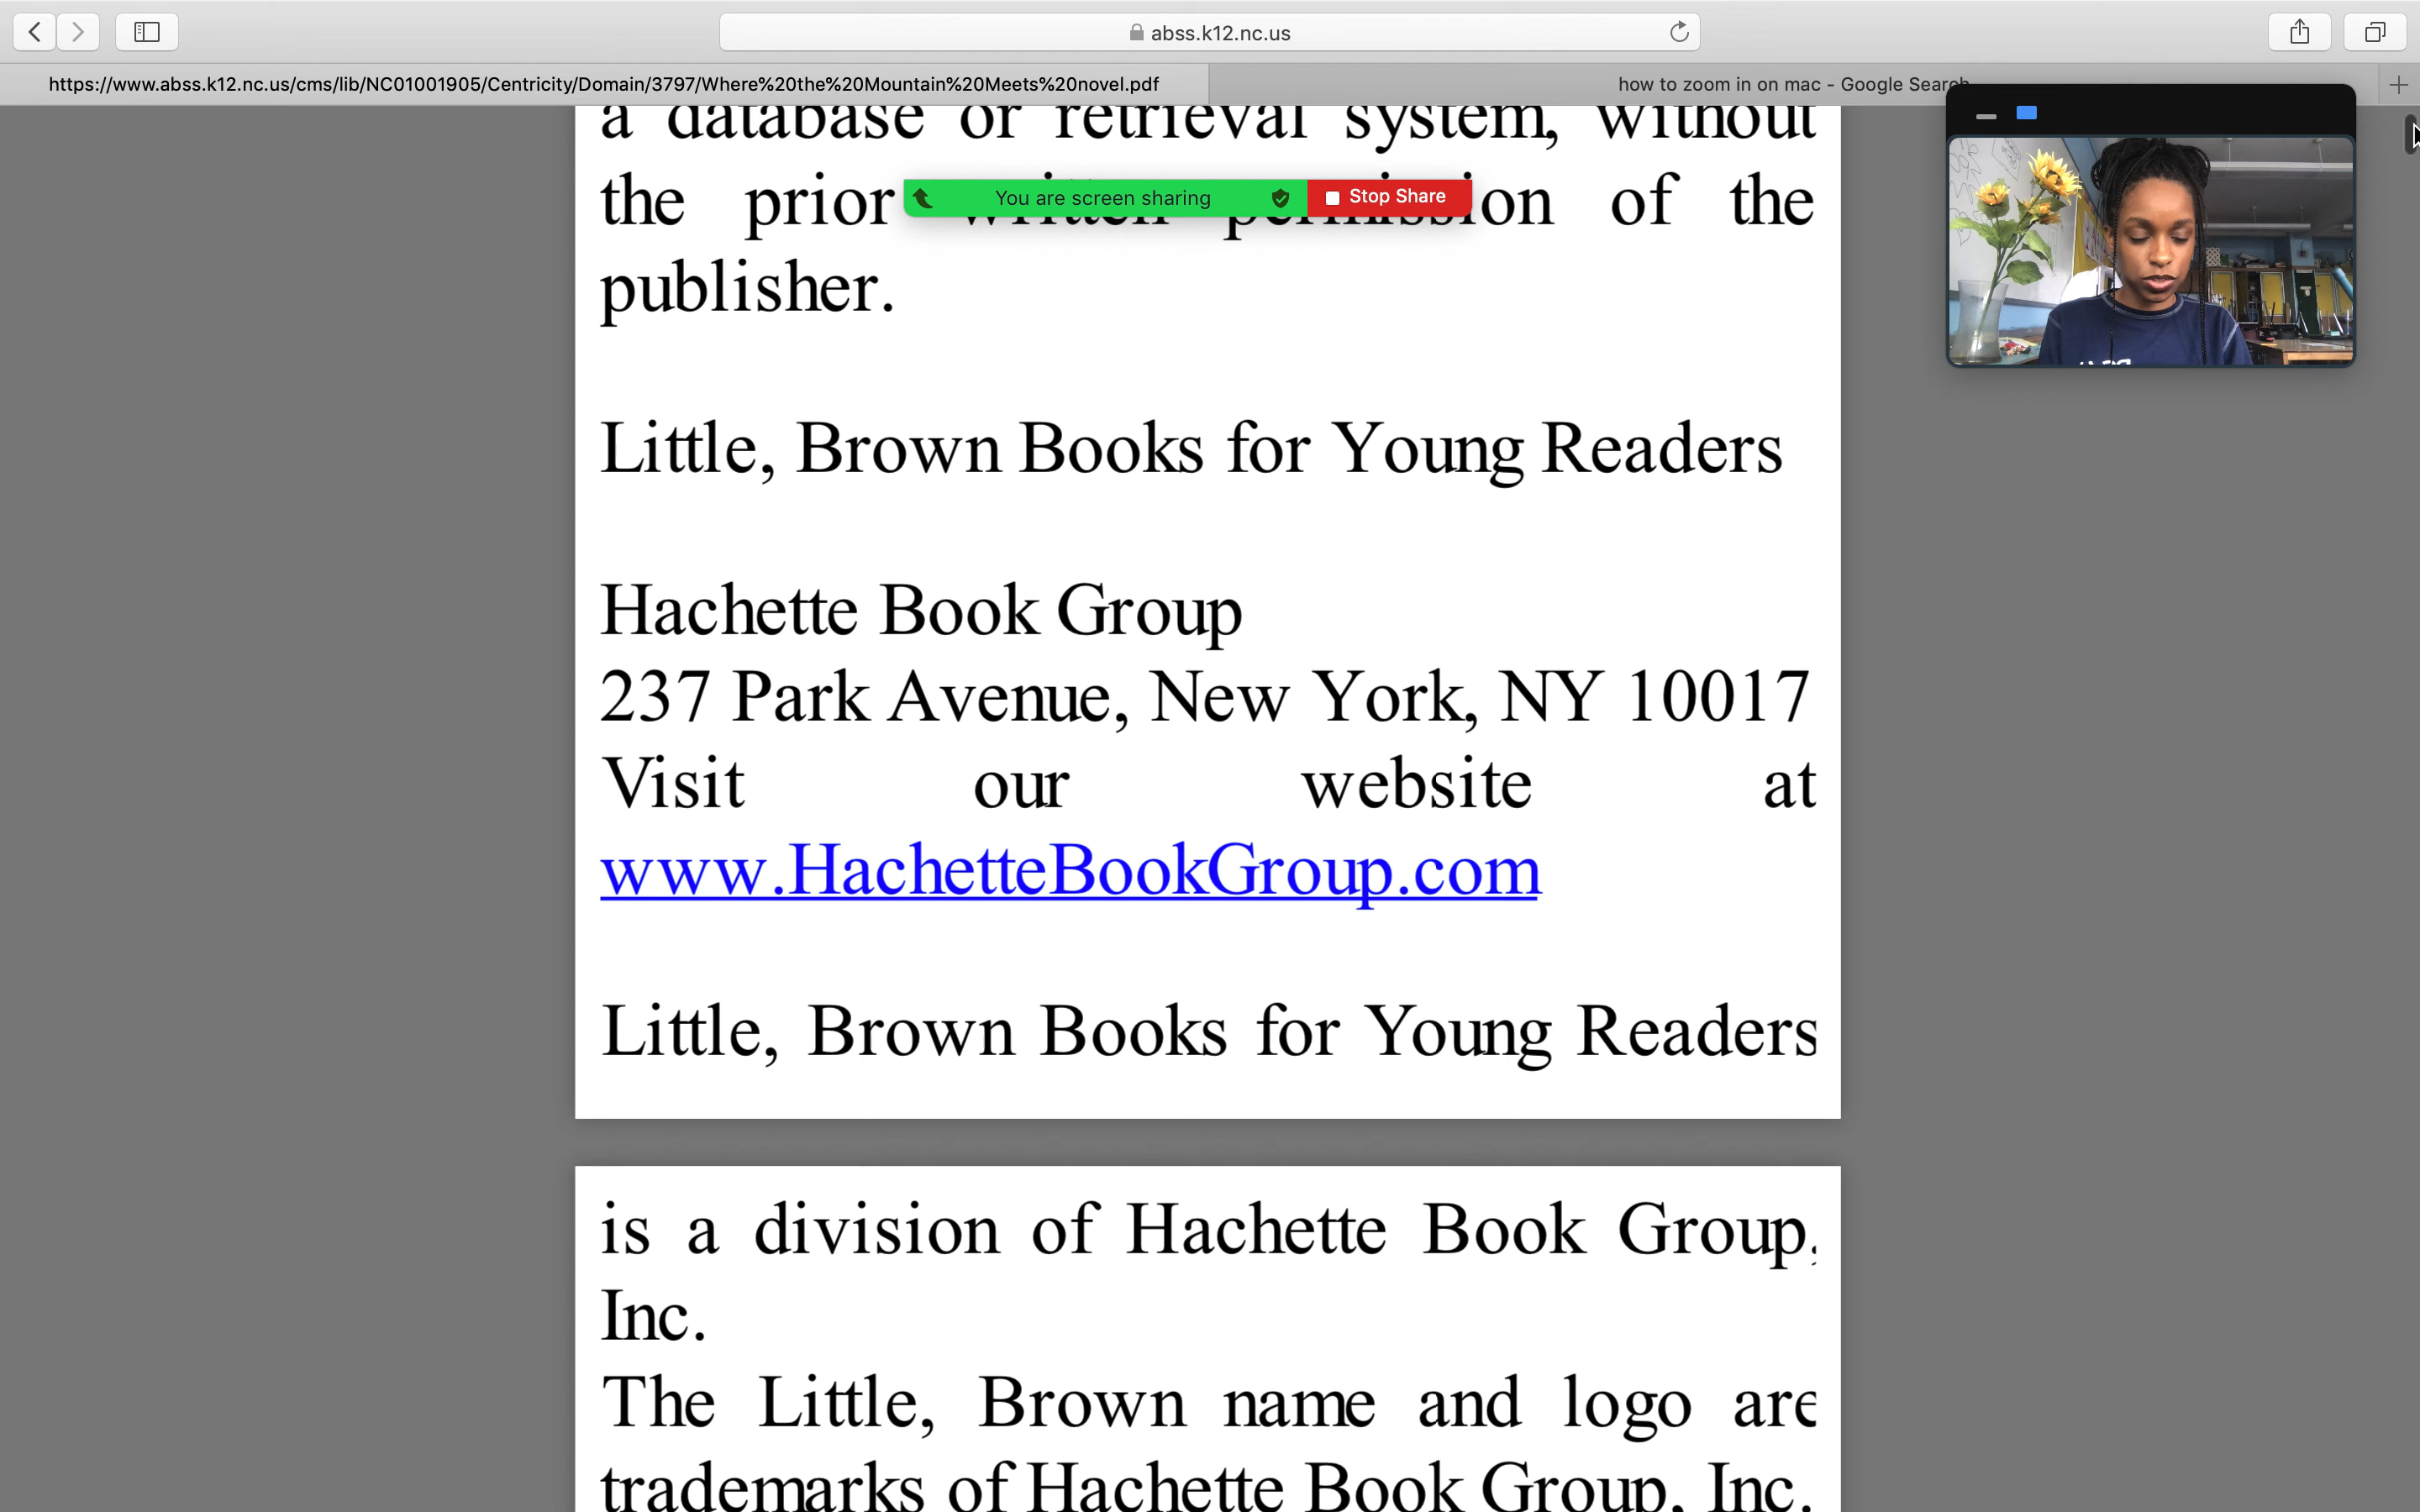 abss.k12.nc.us
https://www.abss.k12.nc.us/cms/lib/NC01001905/Centricity/Domain/3797/Where%20the%20Mountain%20Meets%20novel.pdf
how to zoom in on mac - Google Search
a database or retrieval system, without
the prior written permission of the
You are screen sharing
Stop Share
publisher.
Little, Brown Books for Young Readers
Hachette Book Group
237 Park Avenue, New York, NY 10017
Visit our website at
www.HachetteBookGroup.com
Little, Brown Books for Young Readers
is a division of Hachette Book Group,
Inc.
The Little, Brown name and logo are
trademarks of Hachette Book Group, Inc.